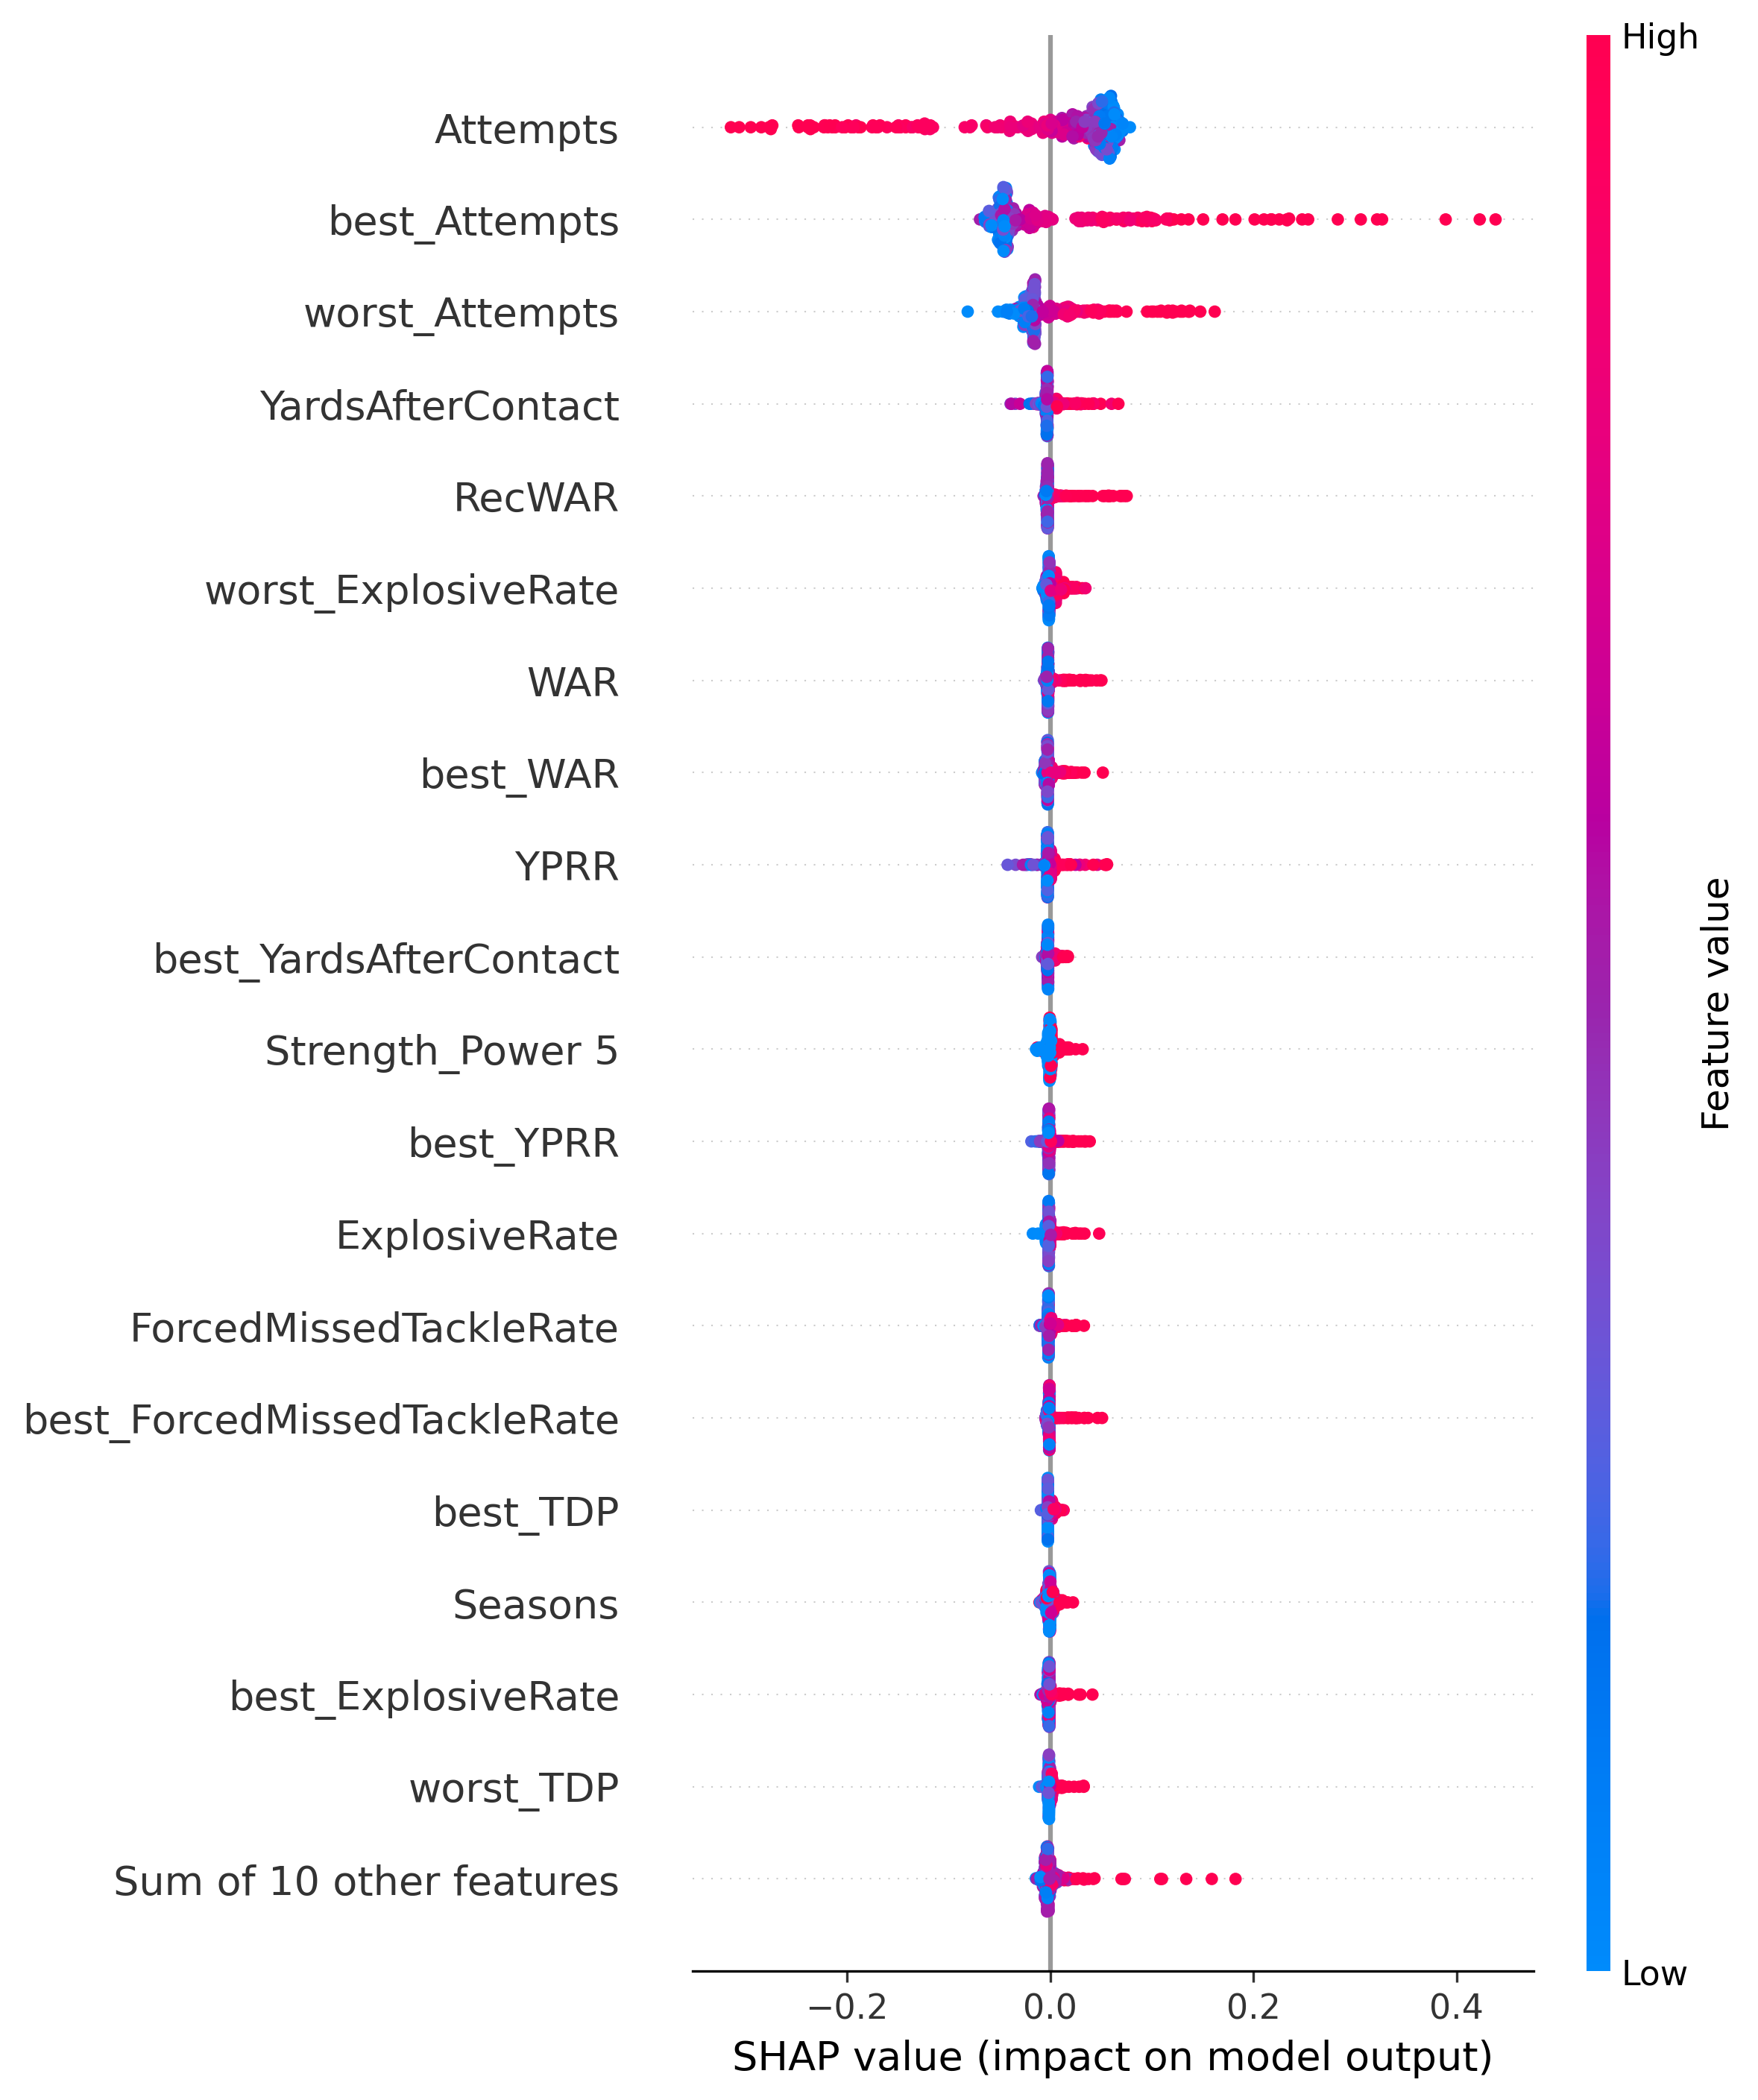 High
Attempts
best_Attempts
worst_Attempts
YardsAfterContact
RecWAR
worst_ExplosiveRate
WAR
best_WAR
YPRR
best_YardsAfterContact
Strength_Power 5
best_YPRR
ExplosiveRate
ForcedMissedTackleRate
best_ForcedMissedTackleRate
best_TDP
Seasons
best_ExplosiveRate
worst_TDP
Sum of 10 other features
Feature value
Low
−0.2 0.0 0.2 0.4
SHAP value (impact on model output)